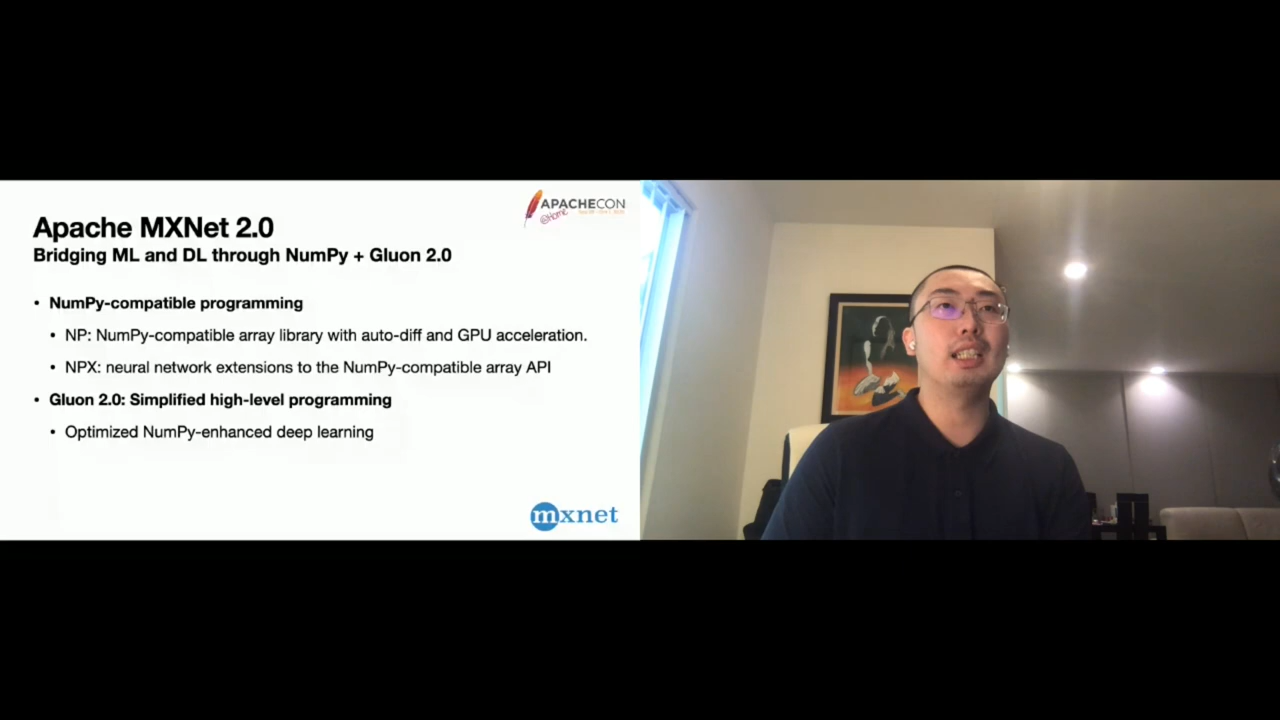 APACHECON
@Home
Apache MXNet 2.0
Bridging ML and DL through NumPy + Gluon 2.0
• NumPy-compatible programming
• NP: NumPy-compatible array library with auto-diff and GPU acceleration.
• NPX: neural network extensions to the NumPy-compatible array API
• Gluon 2.0: Simplified high-level programming
• Optimized NumPy-enhanced deep learning
mxnet